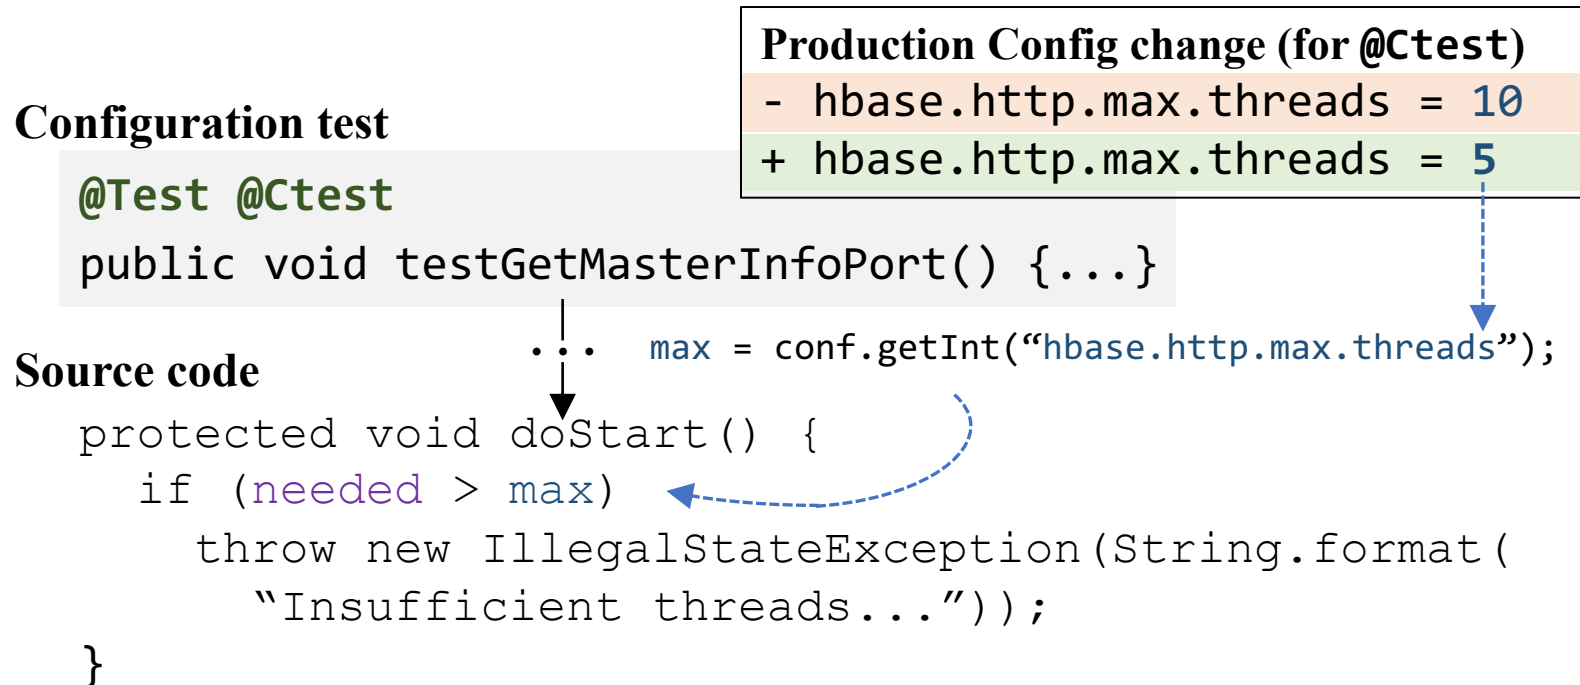 Production Config change (for @Ctest)
- hbase.http.max.threads = 10
+ hbase.http.max.threads = 5
Configuration test
@Test @Ctest
public void testGetMasterInfoPort() {...}
... max = conf.getInt(“hbase.http.max.threads”);
Source code
protected void doStart() {
if (needed > max)
throw new IllegalStateException(String.format(
“Insufficient threads...”));
}